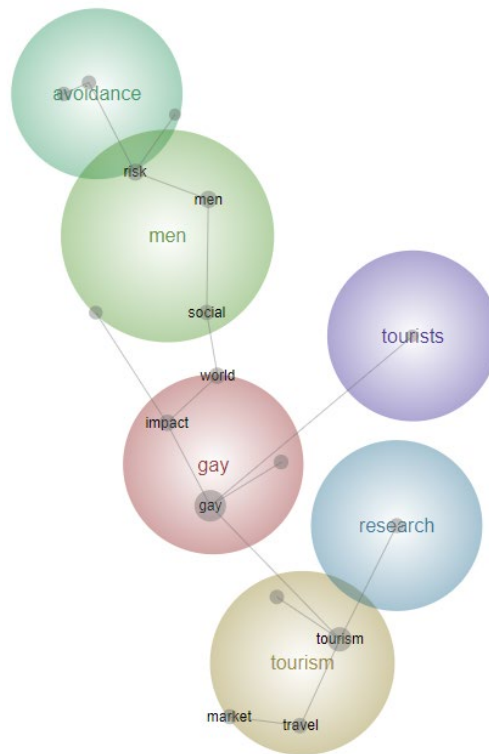 avoidance
risk
men
men
social
tourists
world
impact
gay
gay
research
tourism
tourism
market
travel